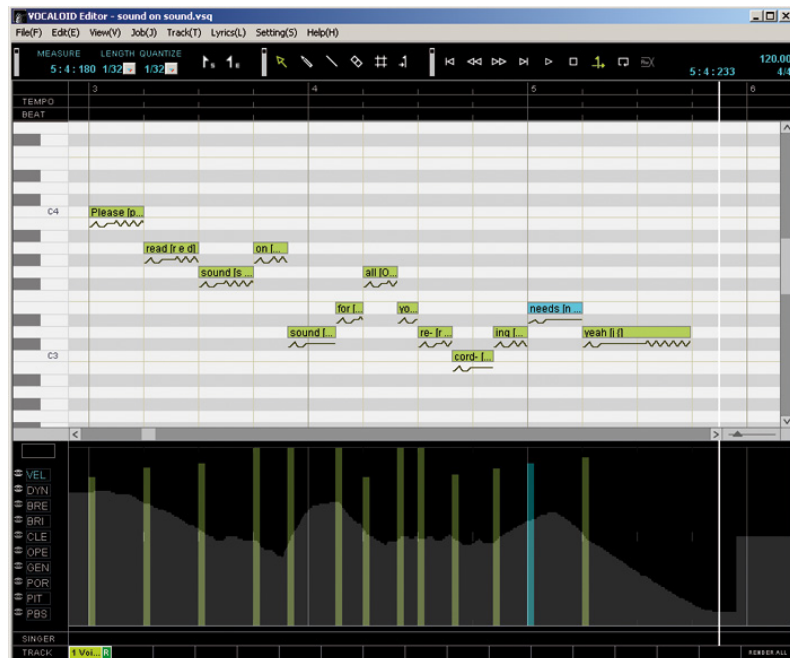 VOCALOID Editor - sound on sound.vsq
File(F) Edit(E) View(V) Job(J) Track(T) Lyrics(L) Setting(S) Help(H)
MEASURE LENGTH QUANTIZE
5:4:180 1/32 1/32
5:4:233
120.00
4/4
3 4 5 6
TEMPO
BEAT
C4
Please [p...
read [r e d]
on [...
sound [s ...
all [O...
for [...
yo...
needs [n ...
sound [...
re- [r ...
ing [...
yeah [j {]
C3
cord- [...
VEL
DYN
BRE
BRI
CLE
OPE
GEN
POR
PIT
PBS
SINGER
TRACK 1 Voi... R RENDER ALL